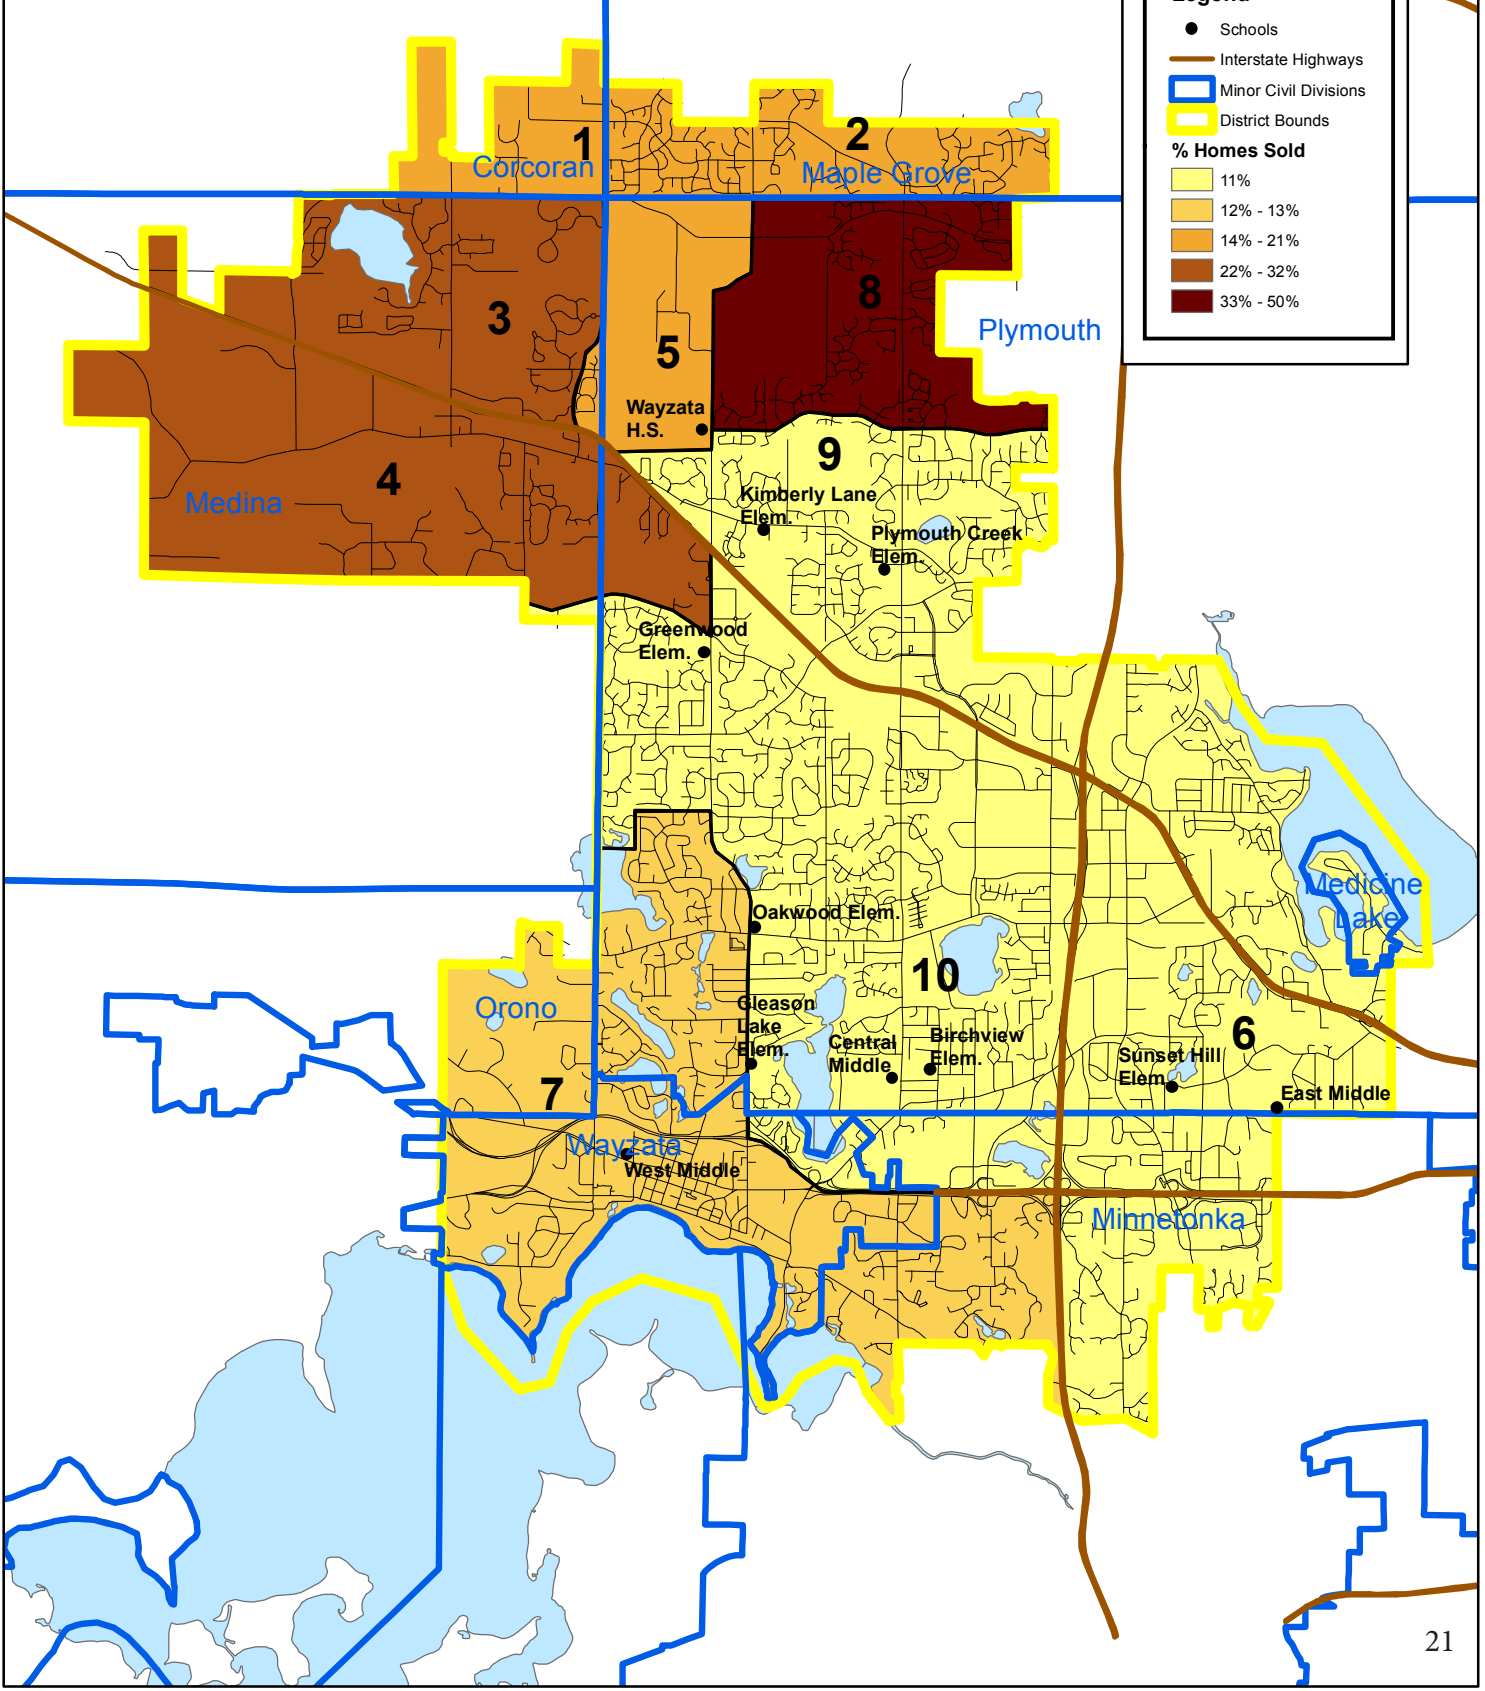 Legend
Schools
Interstate Highways
Minor Civil Divisions
District Bounds
% Homes Sold
11%
12% - 13%
14% - 21%
22% - 32%
33% - 50%
1
2
Corcoran
Maple Grove
3
8
5
Plymouth
Wayzata
H.S.
9
4
Medina
Kimberly Lane
Elem.
Plymouth Creek
Elem.
Greenwood
Elem.
Medicine
Lake
Oakwood Elem.
10
Orono
Gleason
Lake
Elem.
Central
Middle
Birchview
Elem.
6
Sunset Hill
Elem.
East Middle
7
Wayzata
West Middle
Minnetonka
21